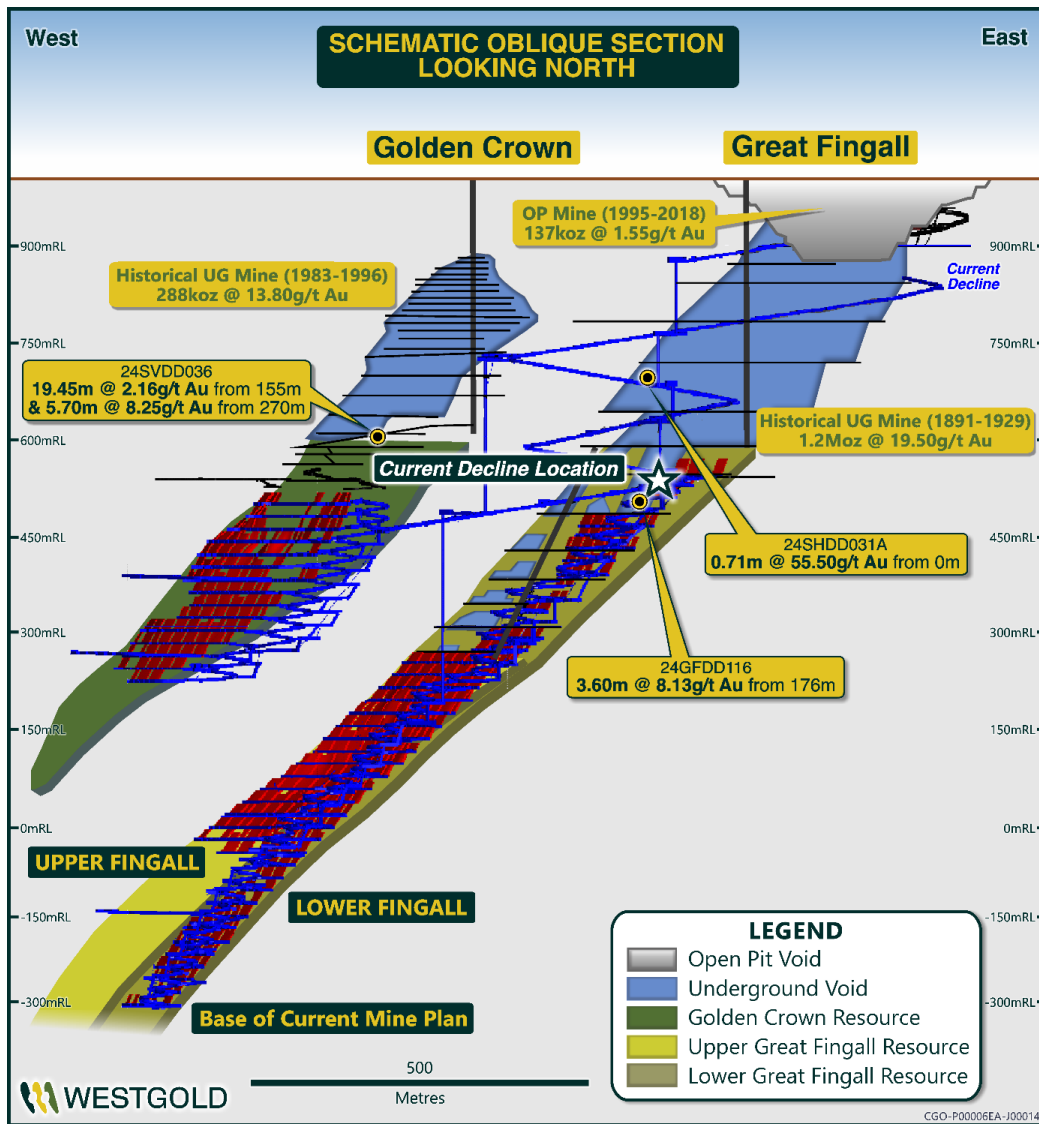 West
East
SCHEMATIC OBLIQUE SECTION
LOOKING NORTH
Golden Crown
Great Fingall
OP Mine (1995-2018)
137koz @ 1.55g/t Au
900mRL
900mRL
Current
Decline
Historical UG Mine (1983-1996)
288koz @ 13.80g/t Au
750mRL
750mRL
24SVDD036
19.45m @ 2.16g/t Au from 155m
& 5.70m @ 8.25g/t Au from 270m
Historical UG Mine (1891-1929)
1.2Moz @ 19.50g/t Au
600mRL
Current Decline Location
450mRL
450mRL
24SHDD031A
0.71m @ 55.50g/t Au from 0m
300mRL
300mRL
24GFDD116
3.60m @ 8.13g/t Au from 176m
150mRL
150mRL
0mRL
0mRL
UPPER FINGALL
LOWER FINGALL
-150mRL
-150mRL
LEGEND
Open Pit Void
Underground Void
Golden Crown Resource
Upper Great Fingall Resource
Lower Great Fingall Resource
-300mRL
-300mRL
Base of Current Mine Plan
500
Metres
WESTGOLD
CGO-P00006EA-J00014